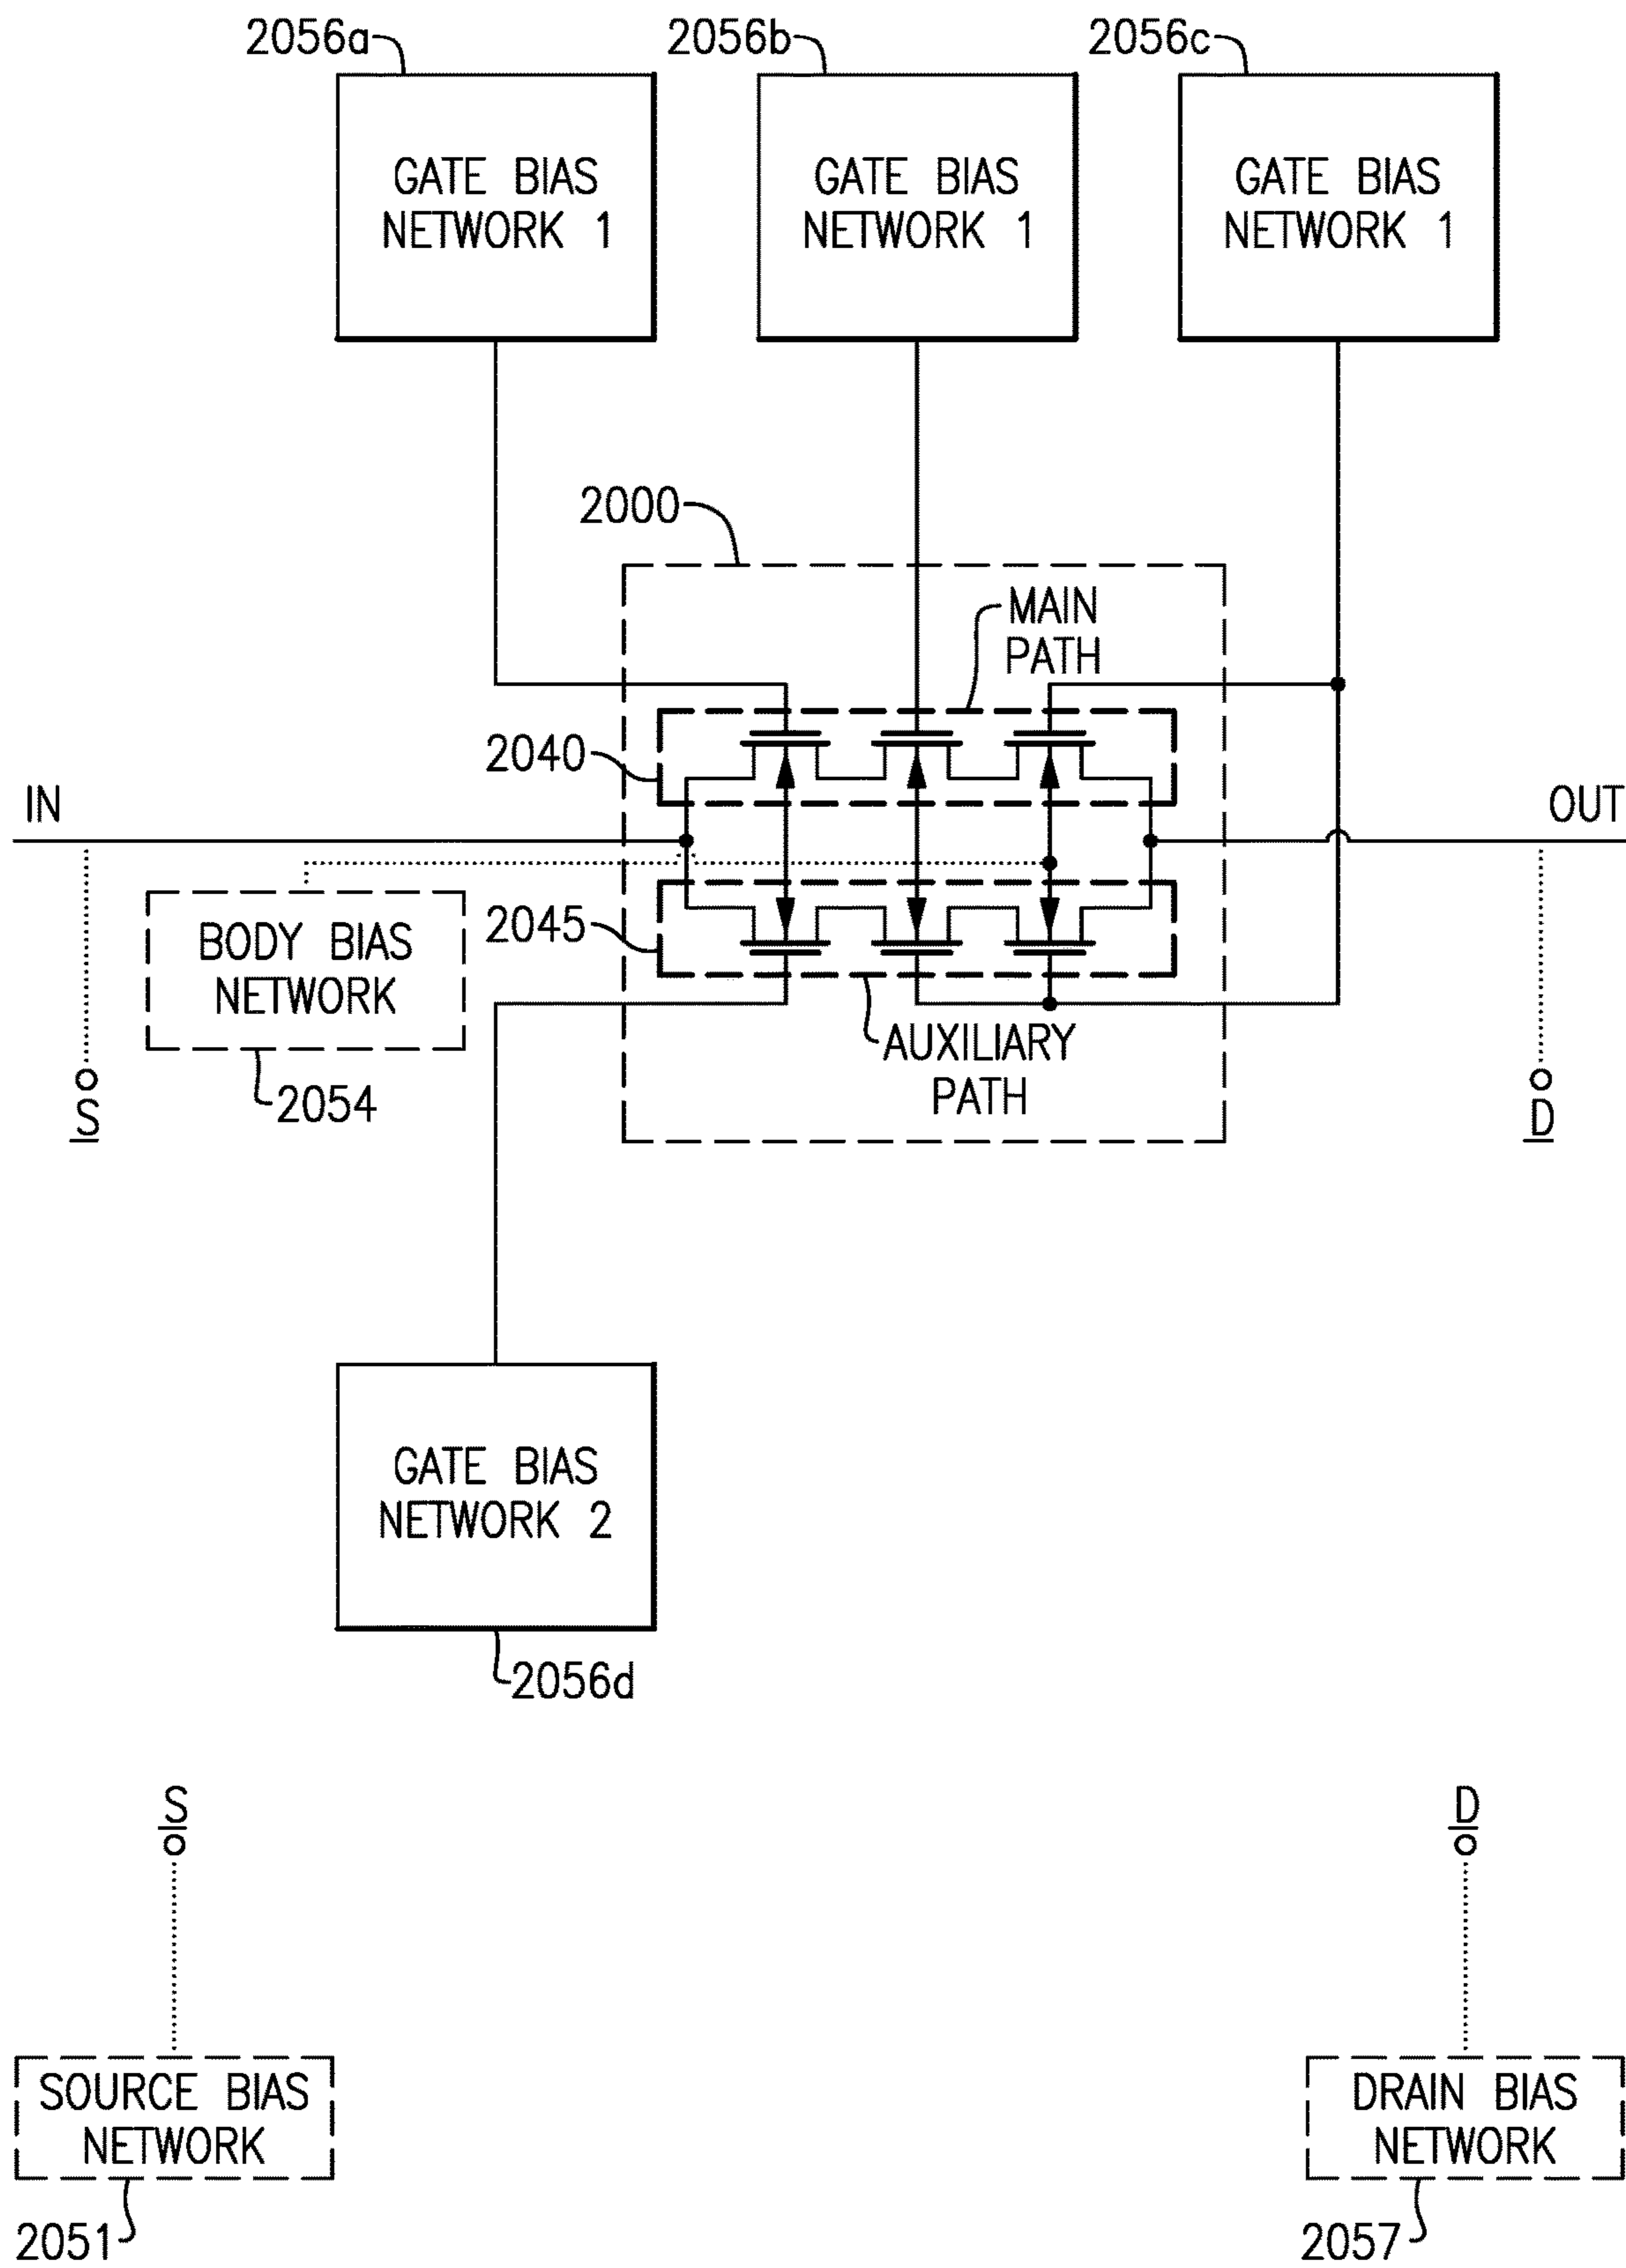 2056a
2056b
2056c
GATE BIAS
NETWORK 1
GATE BIAS
NETWORK 1
GATE BIAS
NETWORK 1
2000
MAIN
PATH
2040
IN
OUT
2045
BODY BIAS
NETWORK
AUXILIARY
PATH
2054
S
D
GATE BIAS
NETWORK 2
2056d
S
D
SOURCE BIAS
NETWORK
DRAIN BIAS
NETWORK
2051
2057